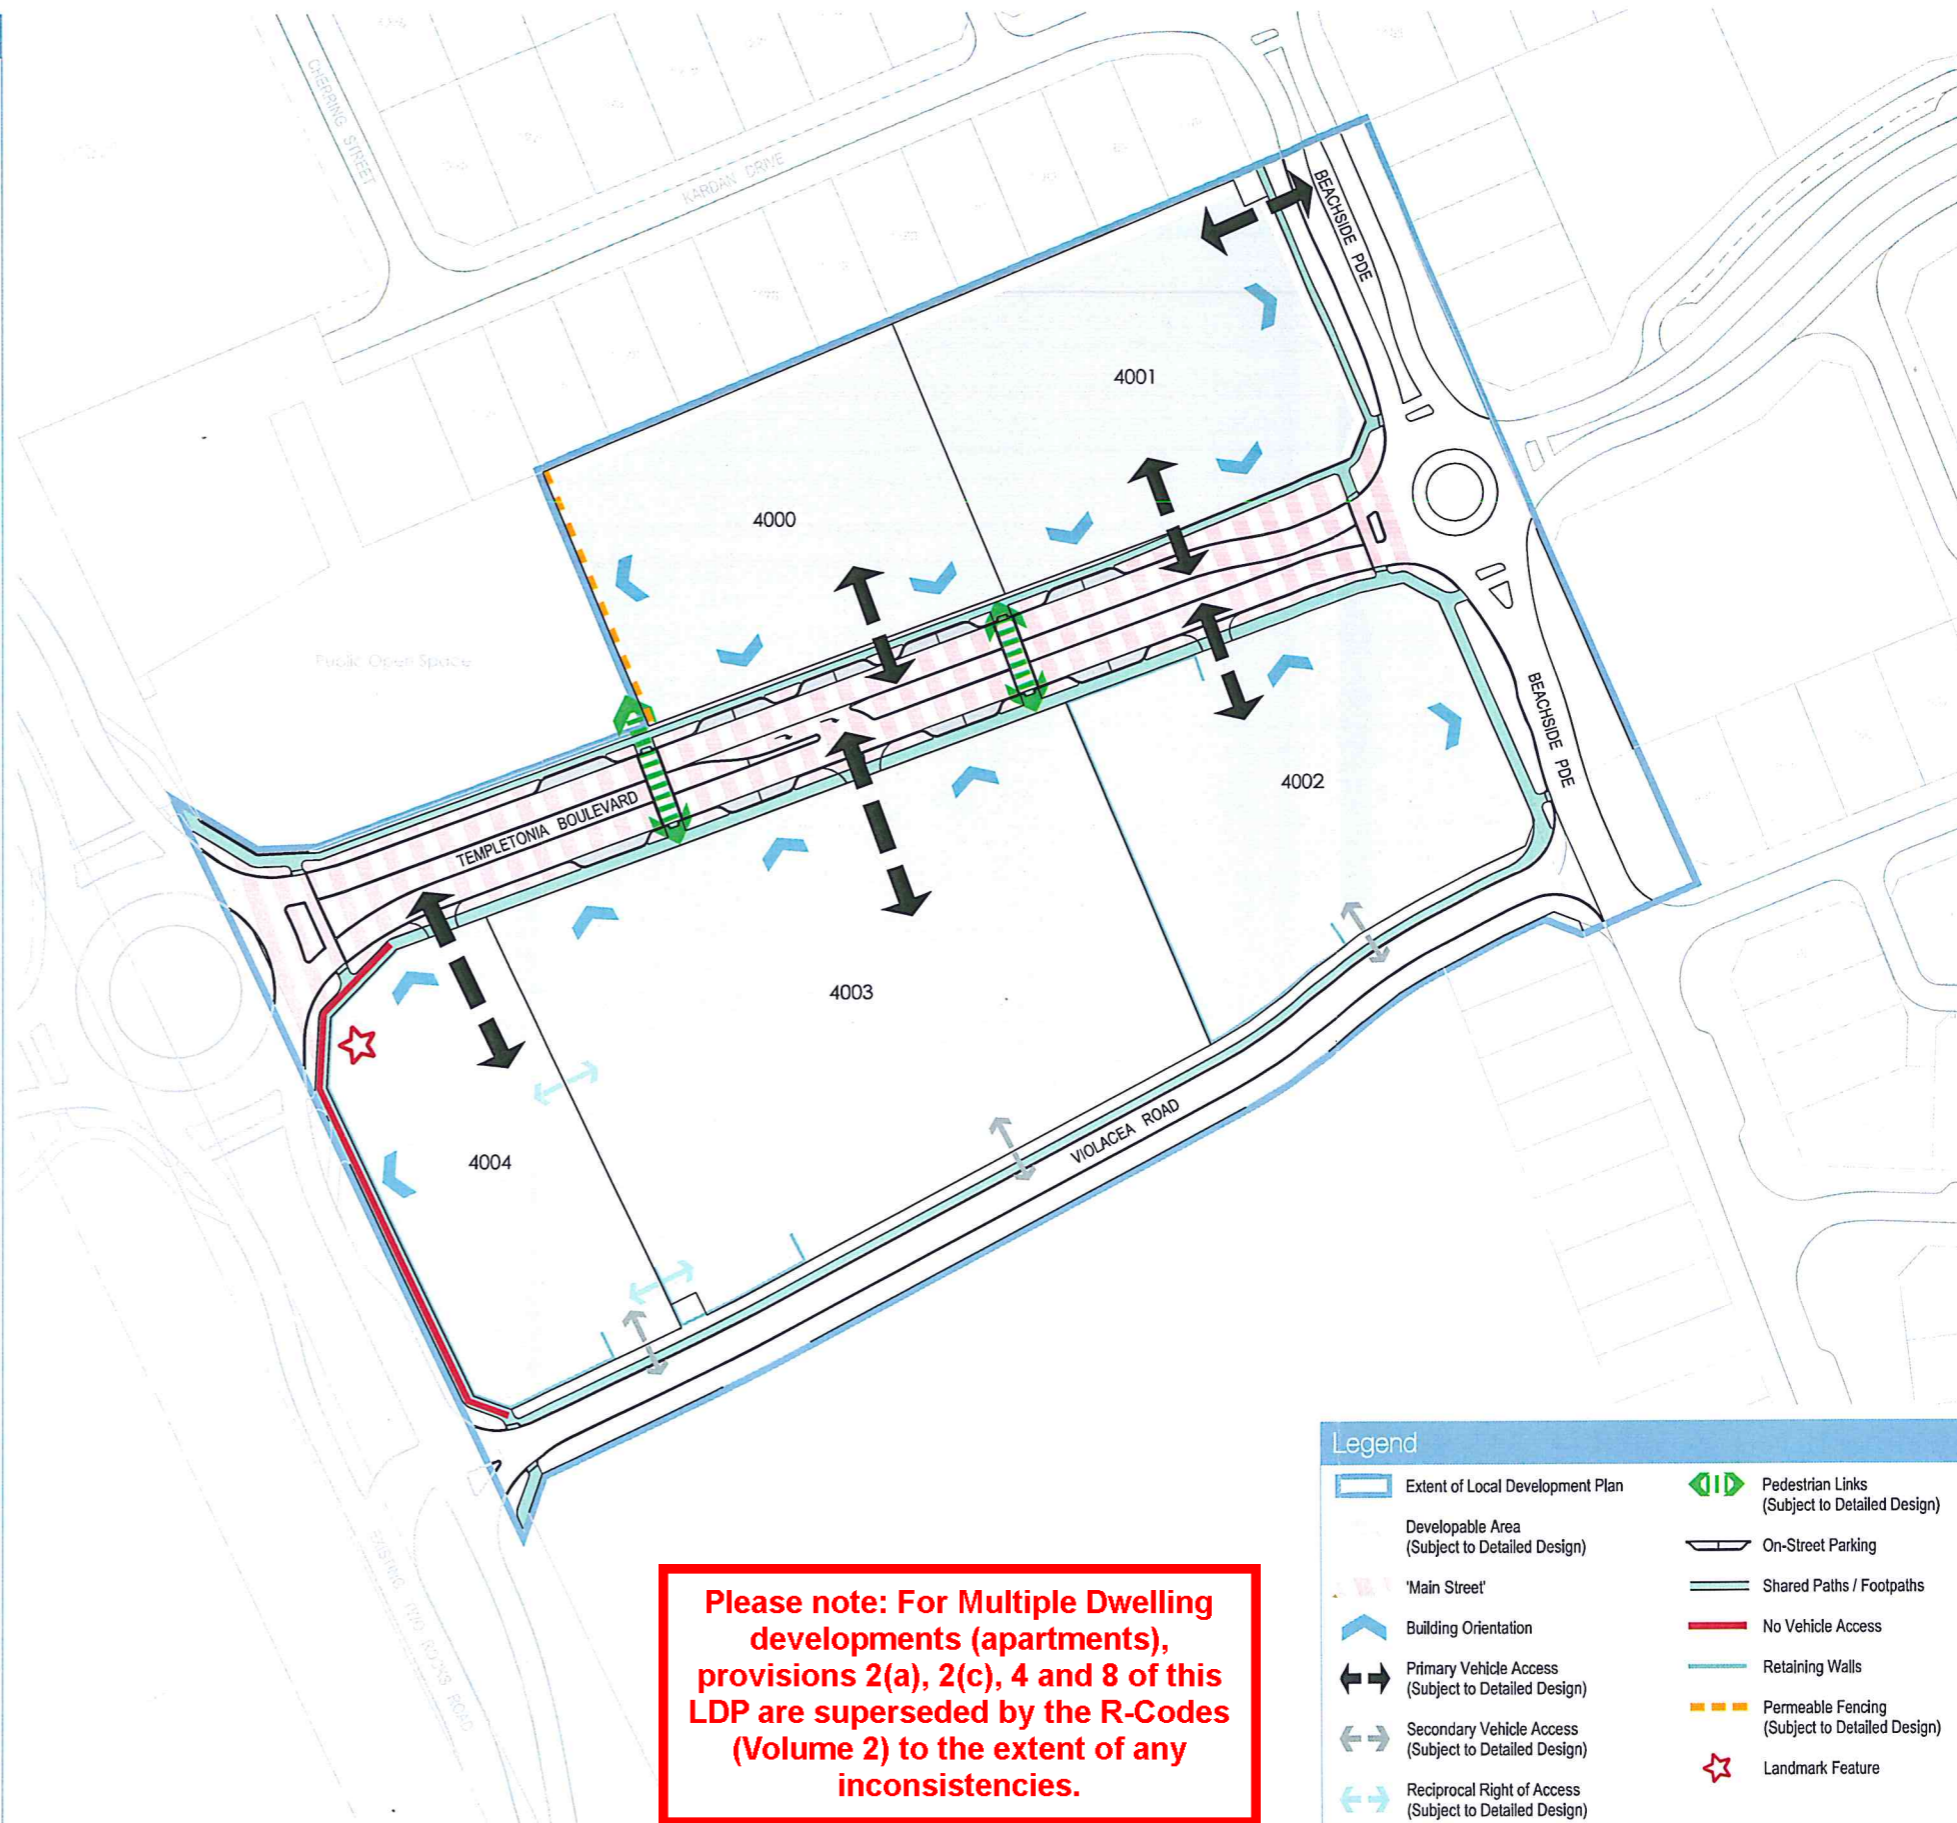 CHERRING STREET
KARDAN DRIVE
BEACHSIDE PDE
4001
4000
Public Open Space
4002
BEACHSIDE PDE
TEMPLETONIA BOULEVARD
4003
4004
VIOLACEA ROAD
EXISTING TWO ROCKS ROAD
Please note: For Multiple Dwelling
developments (apartments),
provisions 2(a), 2(c), 4 and 8 of this
LDP are superseded by the R-Codes
(Volume 2) to the extent of any
inconsistencies.
Legend
Extent of Local Development Plan
Developable Area
(Subject to Detailed Design)
'Main Street'
Building Orientation
Primary Vehicle Access
(Subject to Detailed Design)
Secondary Vehicle Access
(Subject to Detailed Design)
Reciprocal Right of Access
(Subject to Detailed Design)
Pedestrian Links
(Subject to Detailed Design)
On-Street Parking
Shared Paths / Footpaths
No Vehicle Access
Retaining Walls
Permeable Fencing
(Subject to Detailed Design)
Landmark Feature